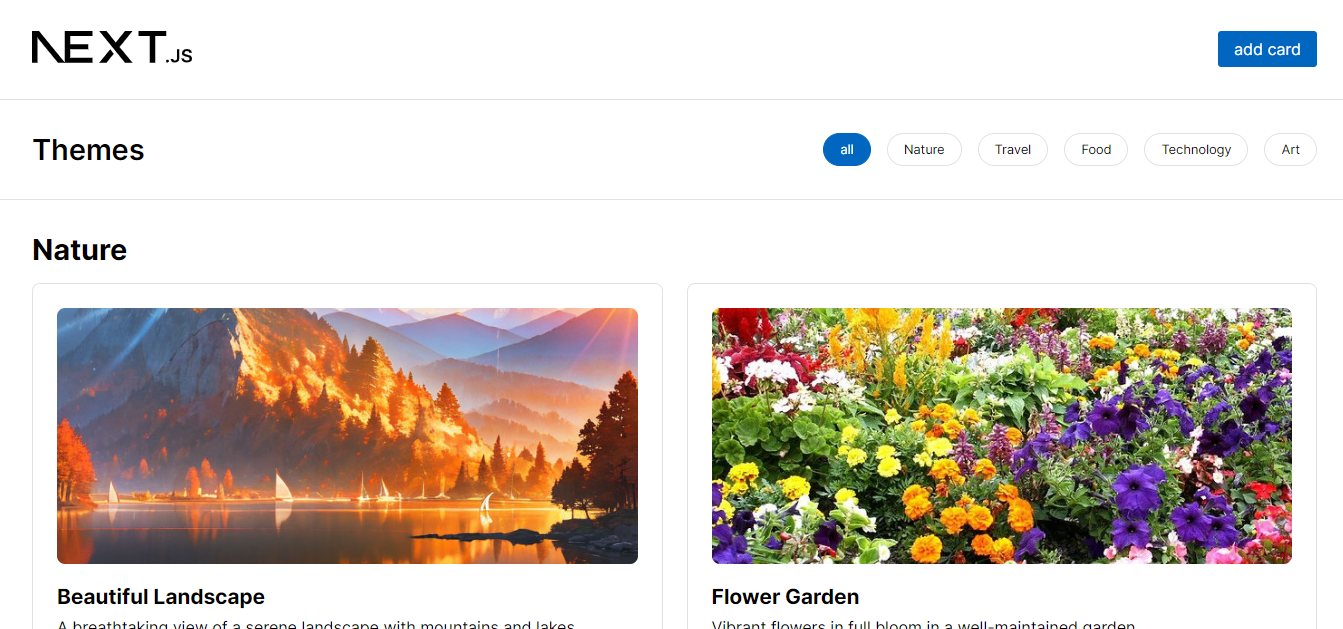 NEXT.JS
add card
Themes
all
Nature
Travel
Food
Technology
Art
Nature
Beautiful Landscape
A breathtaking view of a serene landscape with mountains and lakes.
Flower Garden
Vibrant flowers in full bloom in a well-maintained garden.